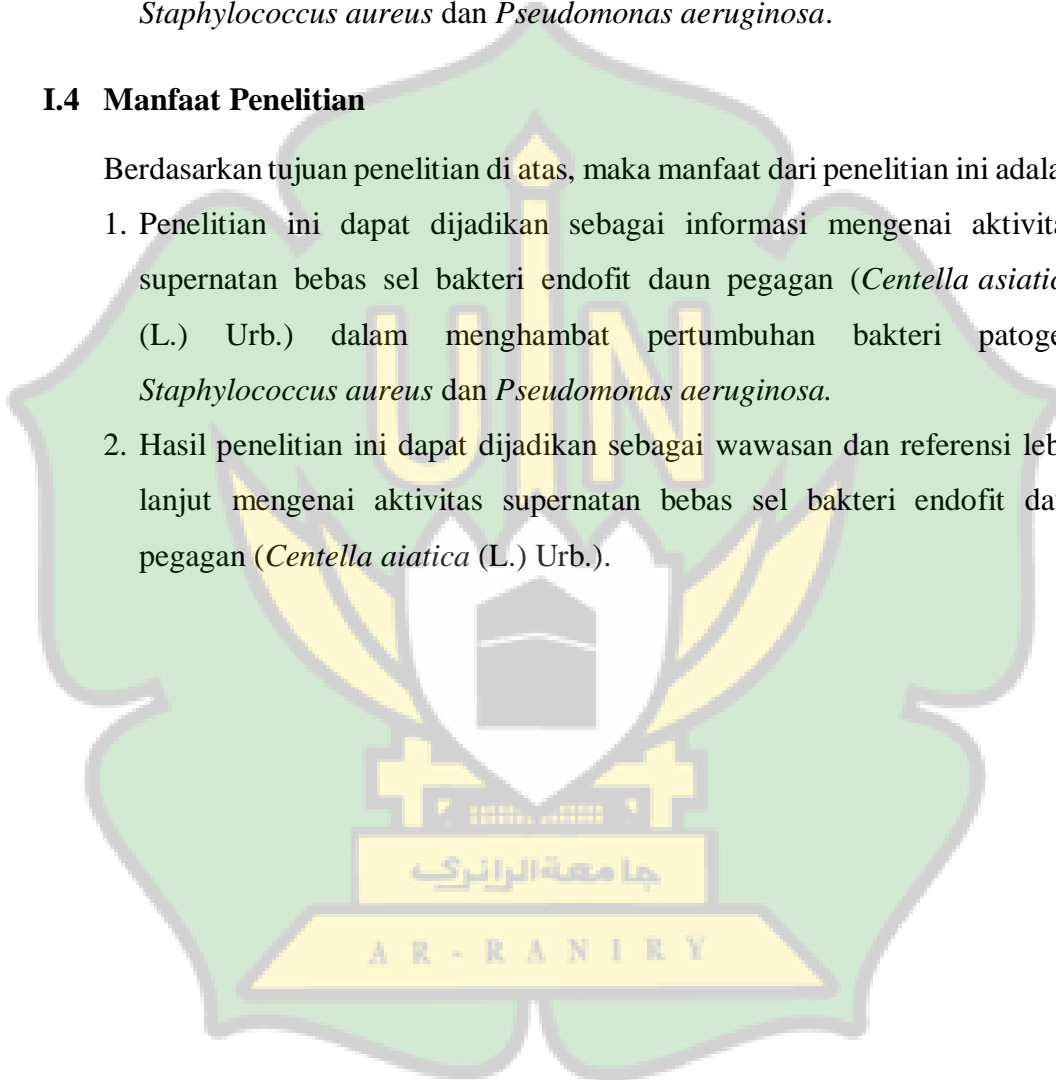 Staphylococcus aureus dan Pseudomonas aeruginosa.
I.4 Manfaat Penelitian
Berdasarkan tujuan penelitian di atas, maka manfaat dari penelitian ini adala
1. Penelitian ini dapat dijadikan sebagai informasi mengenai aktivita
supernatan bebas sel bakteri endofit daun pegagan (Centella asiatic
(L.) Urb.) dalam menghambat pertumbuhan bakteri patoge
Staphylococcus aureus dan Pseudomonas aeruginosa.
2. Hasil penelitian ini dapat dijadikan sebagai wawasan dan referensi leb
lanjut mengenai aktivitas supernatan bebas sel bakteri endofit da
pegagan (Centella aiatica (L.) Urb.).
UIN
جامعةالرانري
AR-RANIRY